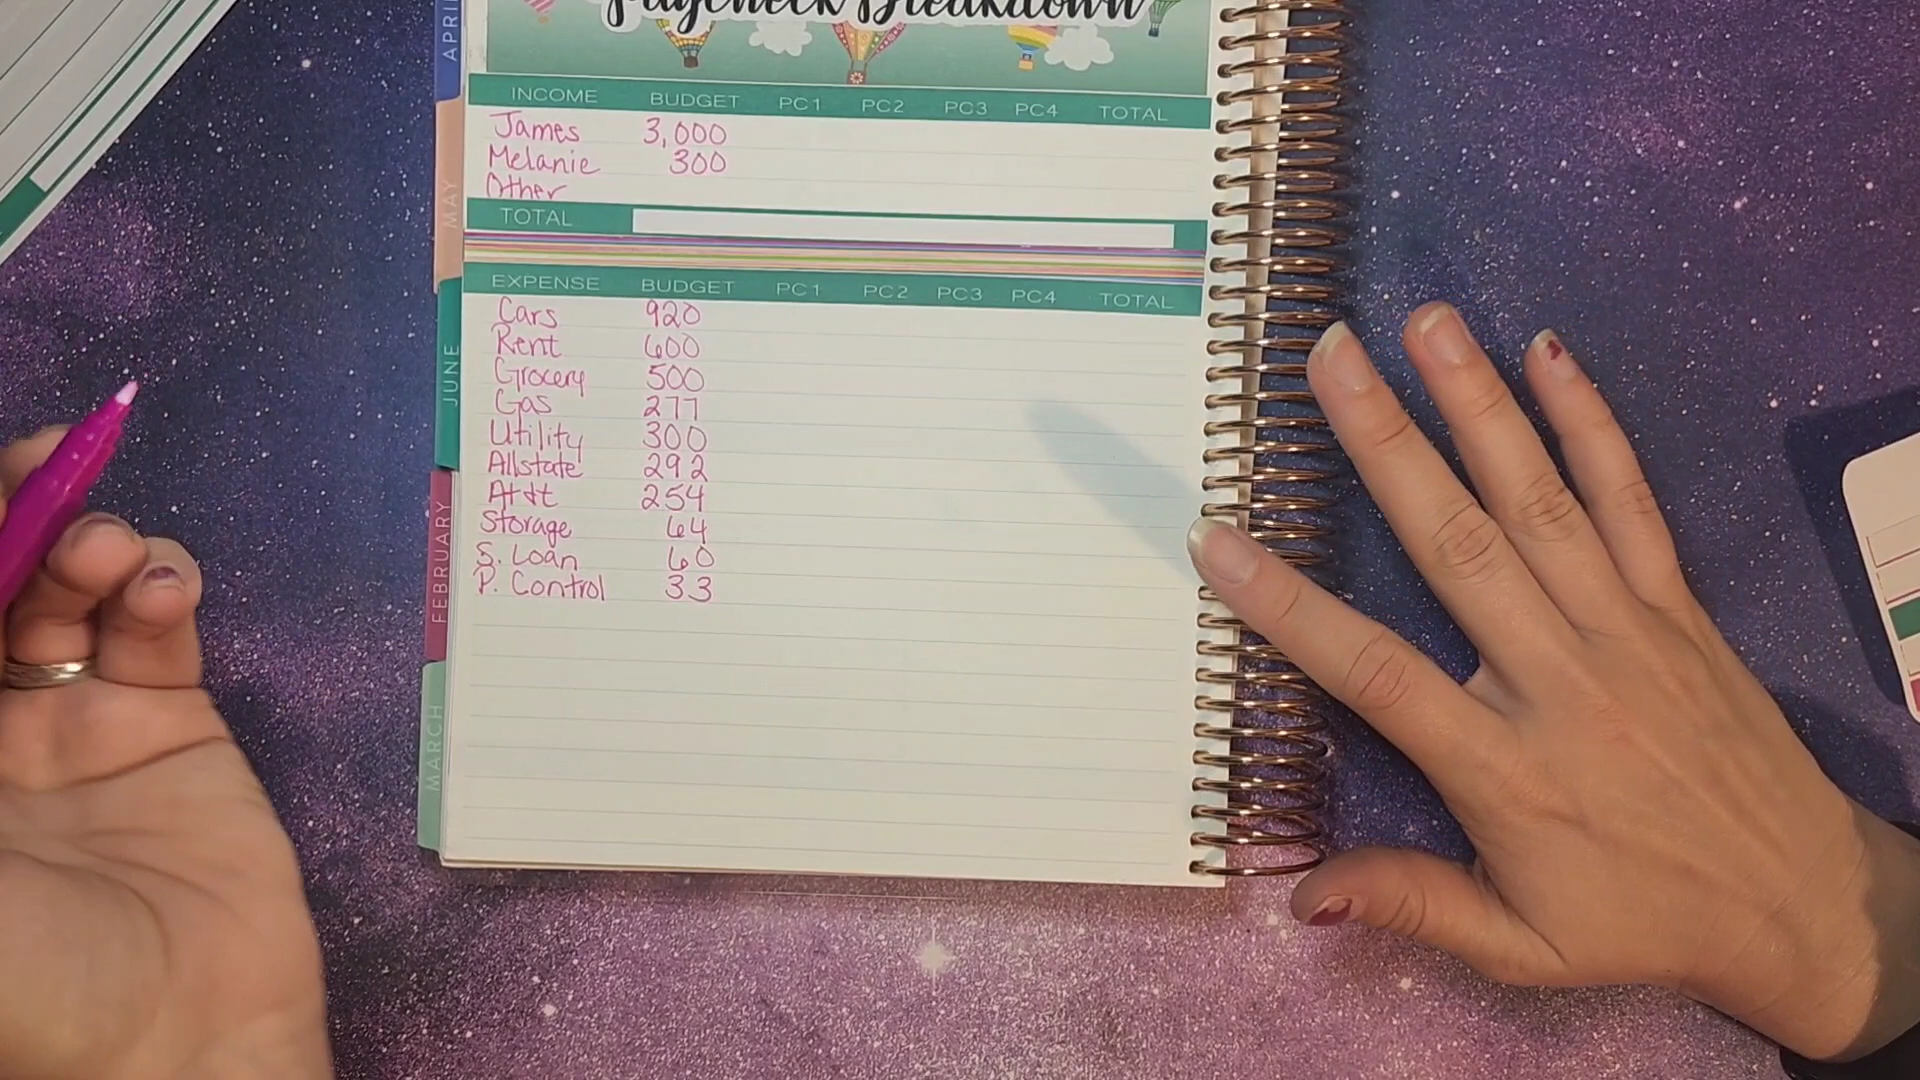 Paycheck Breakdown
INCOME BUDGET PC1 PC2 PC3 PC4 TOTAL
James 3,000
Melanie 300
Other
TOTAL
EXPENSE BUDGET PC1 PC2 PC3 PC4 TOTAL
Cars 920
Rent 600
Grocery 500
Gas 277
Utility 300
Allstate 292
At&t 254
Storage 64
S. Loan 60
P. Control 33
APRIL
MAY
JUNE
FEBRUARY
MARCH